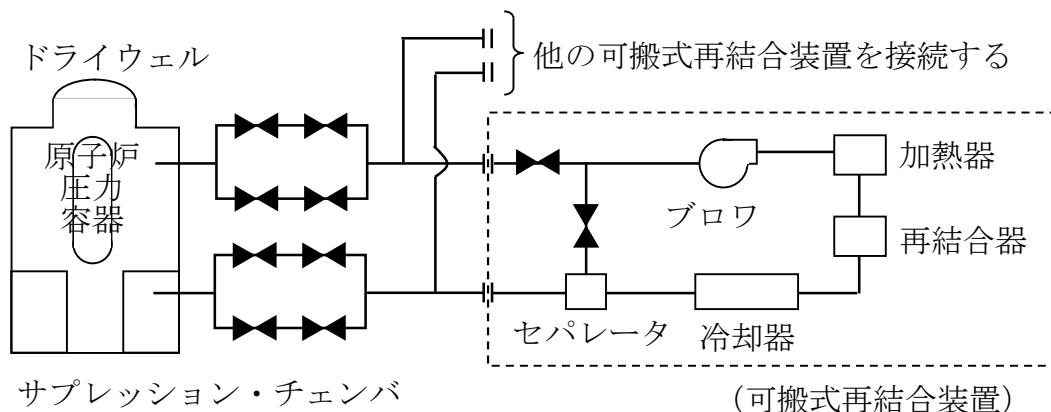 ドライウェル
他の可搬式再結合装置を接続する
原子炉
圧力
容器
加熱器
ブロワ
再結合器
セパレータ
冷却器
サプレッション・チェンバ
(可搬式再結合装置)